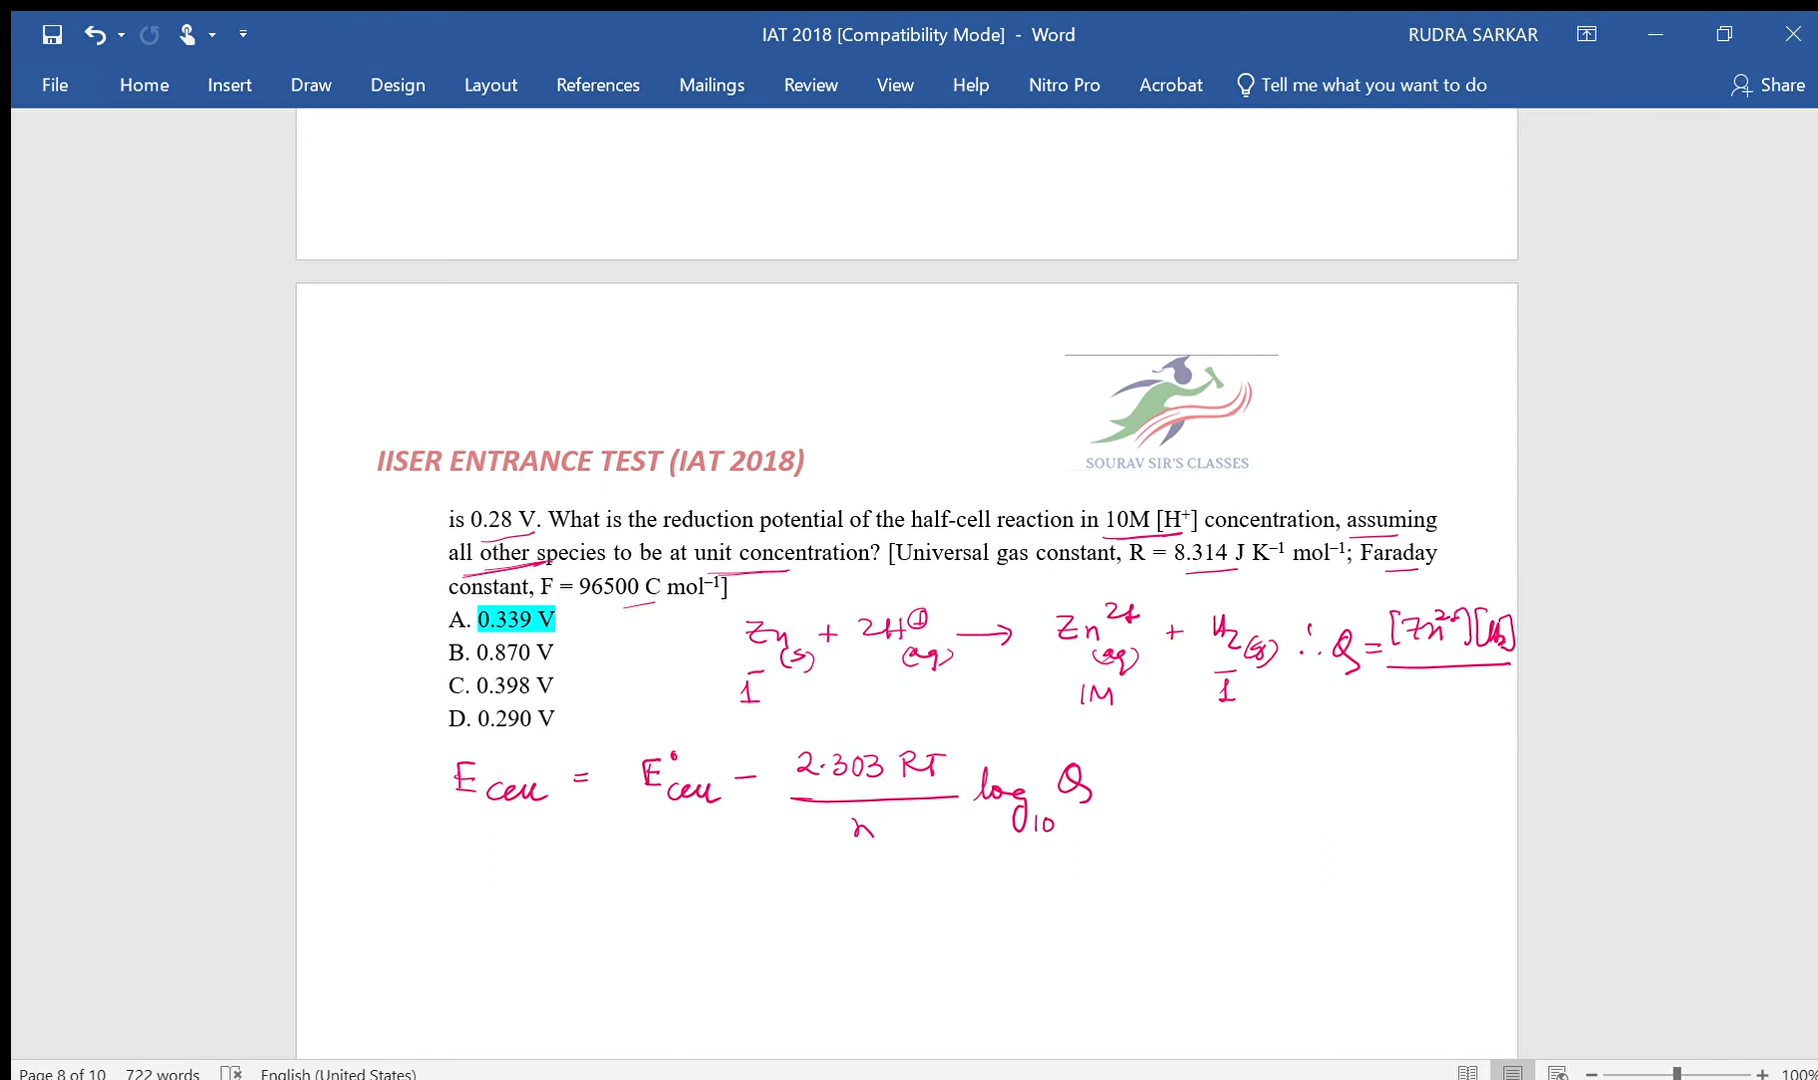 IAT 2018 [Compatibility Mode] - Word RUDRA SARKAR
File Home Insert Draw Design Layout References Mailings Review View Help Nitro Pro Acrobat Tell me what you want to do Share
SOURAV SIR'S CLASSES
IISER ENTRANCE TEST (IAT 2018)
is 0.28 V. What is the reduction potential of the half-cell reaction in 10M [H⁺] concentration, assuming
all other species to be at unit concentration? [Universal gas constant, R = 8.314 J K⁻¹ mol⁻¹; Faraday
constant, F = 96500 C mol⁻¹]
A. 0.339 V
B. 0.870 V
C. 0.398 V
D. 0.290 V
Zn(s) + 2H⊕(aq) → Zn²⁺(aq) + H₂(g) ∴ Q = [Zn²⁺][H₂]
1 1M 1
Ecell = E°cell − 2.303 RT / n log₁₀ Q
Page 8 of 10 722 words English (United States) 100%